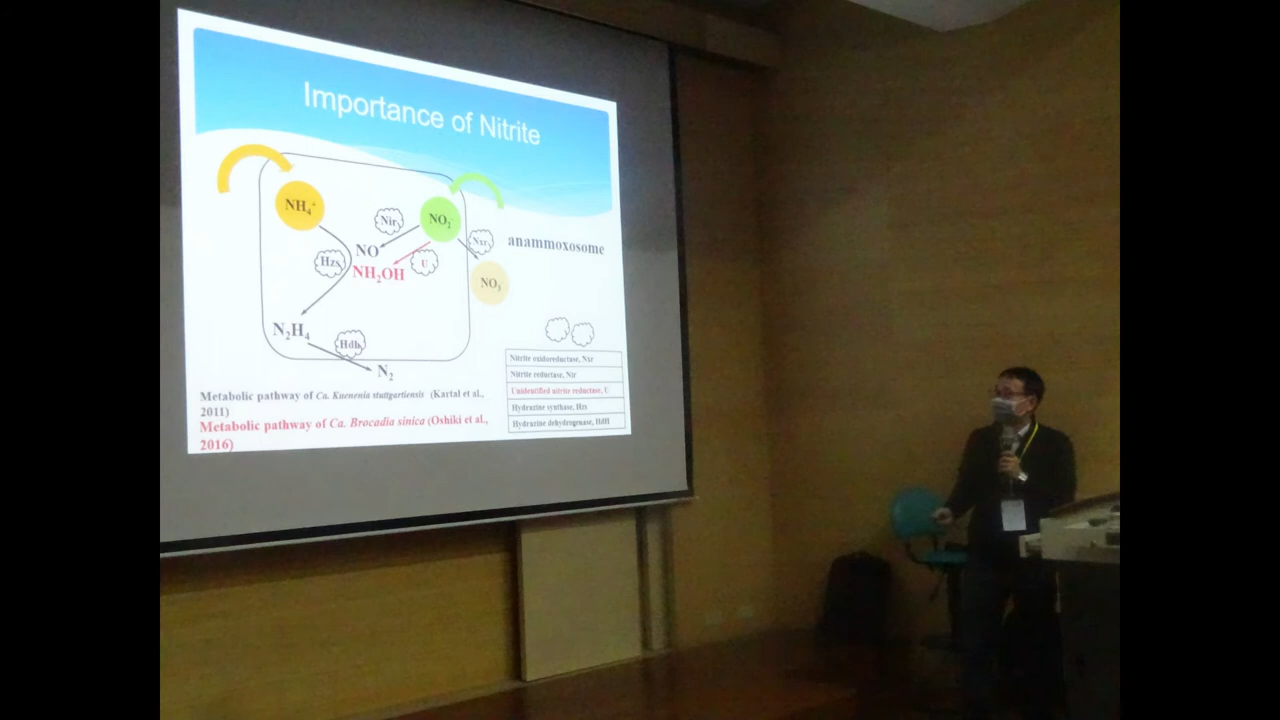 Importance of Nitrite
NH₄⁺
NO₂⁻
Nir
Nxr
anammoxosome
NO
Hzs
NH₂OH
U
NO₃
N₂H₄
Hdh
N₂
Nitrite oxidoreductase, Nxr
Nitrite reductase, Nir
Unidentified nitrite reductase, U
Hydrazine synthase, Hzs
Hydrazine dehydrogenase, HdH
Metabolic pathway of Ca. Kuenenia stuttgartiensis (Kartal et al.,
2011)
Metabolic pathway of Ca. Brocadia sinica (Oshiki et al.,
2016)